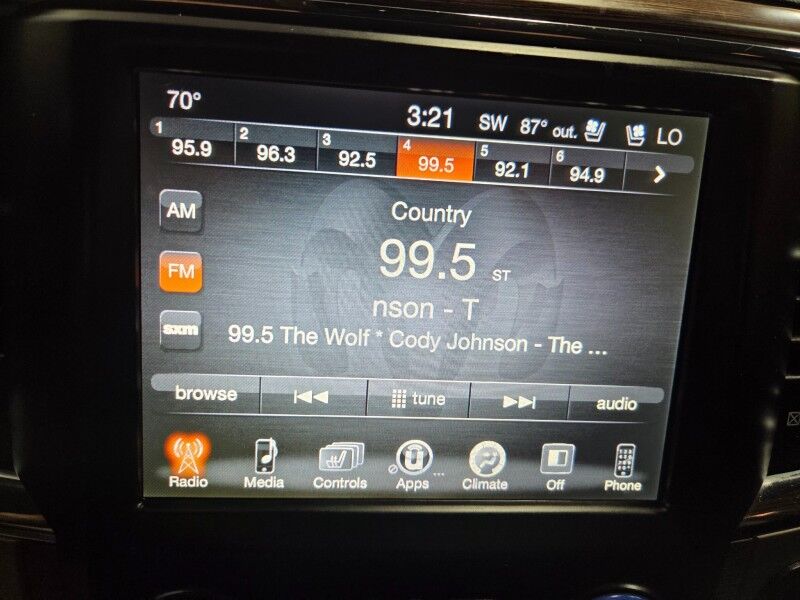 70° 3:21 SW 87° out. LO
1 95.9 2 96.3 3 92.5 4 99.5 5 92.1 6 94.9
AM
Country
99.5 ST
FM
nson - T
sxm
99.5 The Wolf * Cody Johnson - The ...
browse tune audio
Radio Media Controls Apps ... Climate Off Phone